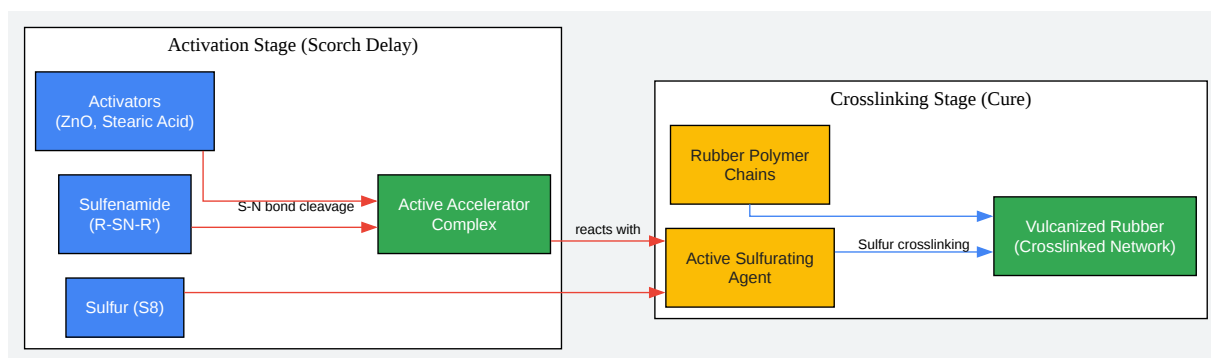 Activation Stage (Scorch Delay)
Activators
(ZnO, Stearic Acid)
Sulfenamide
(R-SN-R')
S-N bond cleavage
Active Accelerator
Complex
Sulfur (S8)
reacts with
Crosslinking Stage (Cure)
Rubber Polymer
Chains
Active Sulfurating
Agent
Sulfur crosslinking
Vulcanized Rubber
(Crosslinked Network)